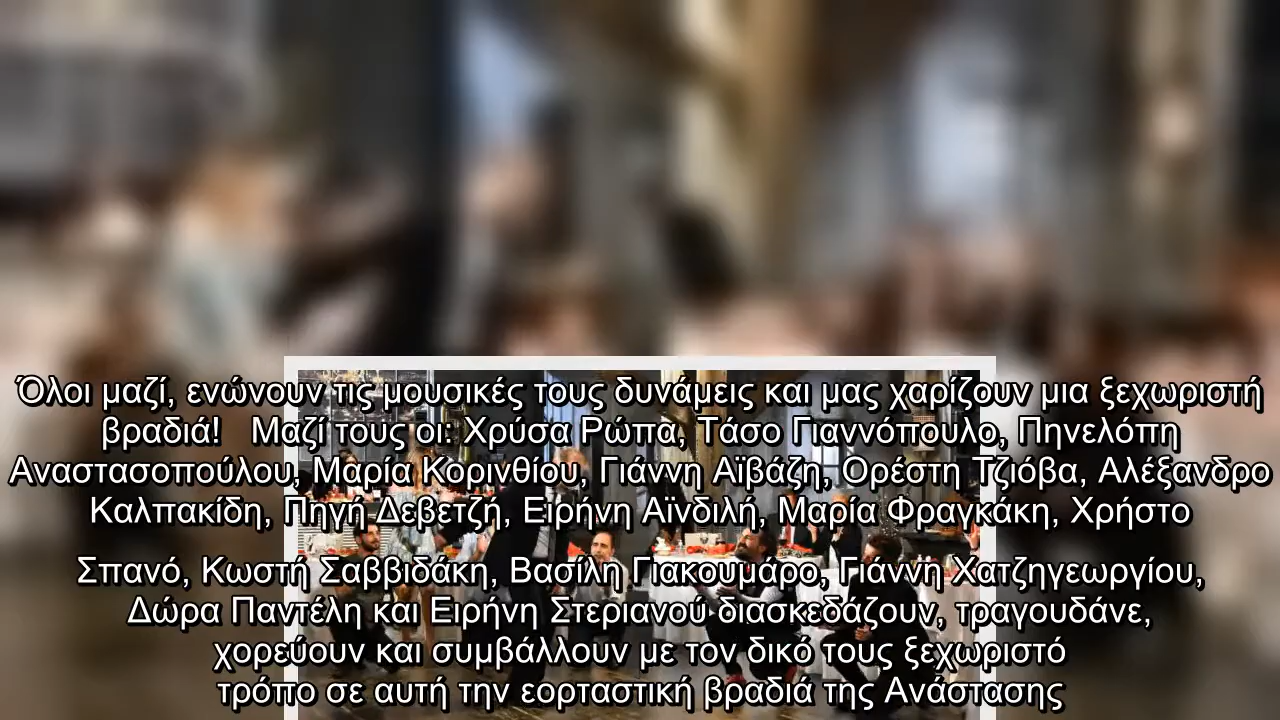 Όλοι μαζί, ενώνουν τις μουσικές τους δυνάμεις και μας χαρίζουν μια ξεχωριστή
βραδιά!   Μαζί τους οι: Χρύσα Ρώπα, Τάσο Γιαννόπουλο, Πηνελόπη
Αναστασοπούλου, Μαρία Κορινθίου, Γιάννη Αϊβάζη, Ορέστη Τζιόβα, Αλέξανδρο
Καλπακίδη, Πηγή Δεβετζή, Ειρήνη Αϊνδιλή, Μαρία Φραγκάκη, Χρήστο
Σπανό, Κωστή Σαββιδάκη, Βασίλη Γιακουμάρο, Γιάννη Χατζηγεωργίου,
Δώρα Παντέλη και Ειρήνη Στεριανού διασκεδάζουν, τραγουδάνε,
χορεύουν και συμβάλλουν με τον δικό τους ξεχωριστό
τρόπο σε αυτή την εορταστική βραδιά της Ανάστασης